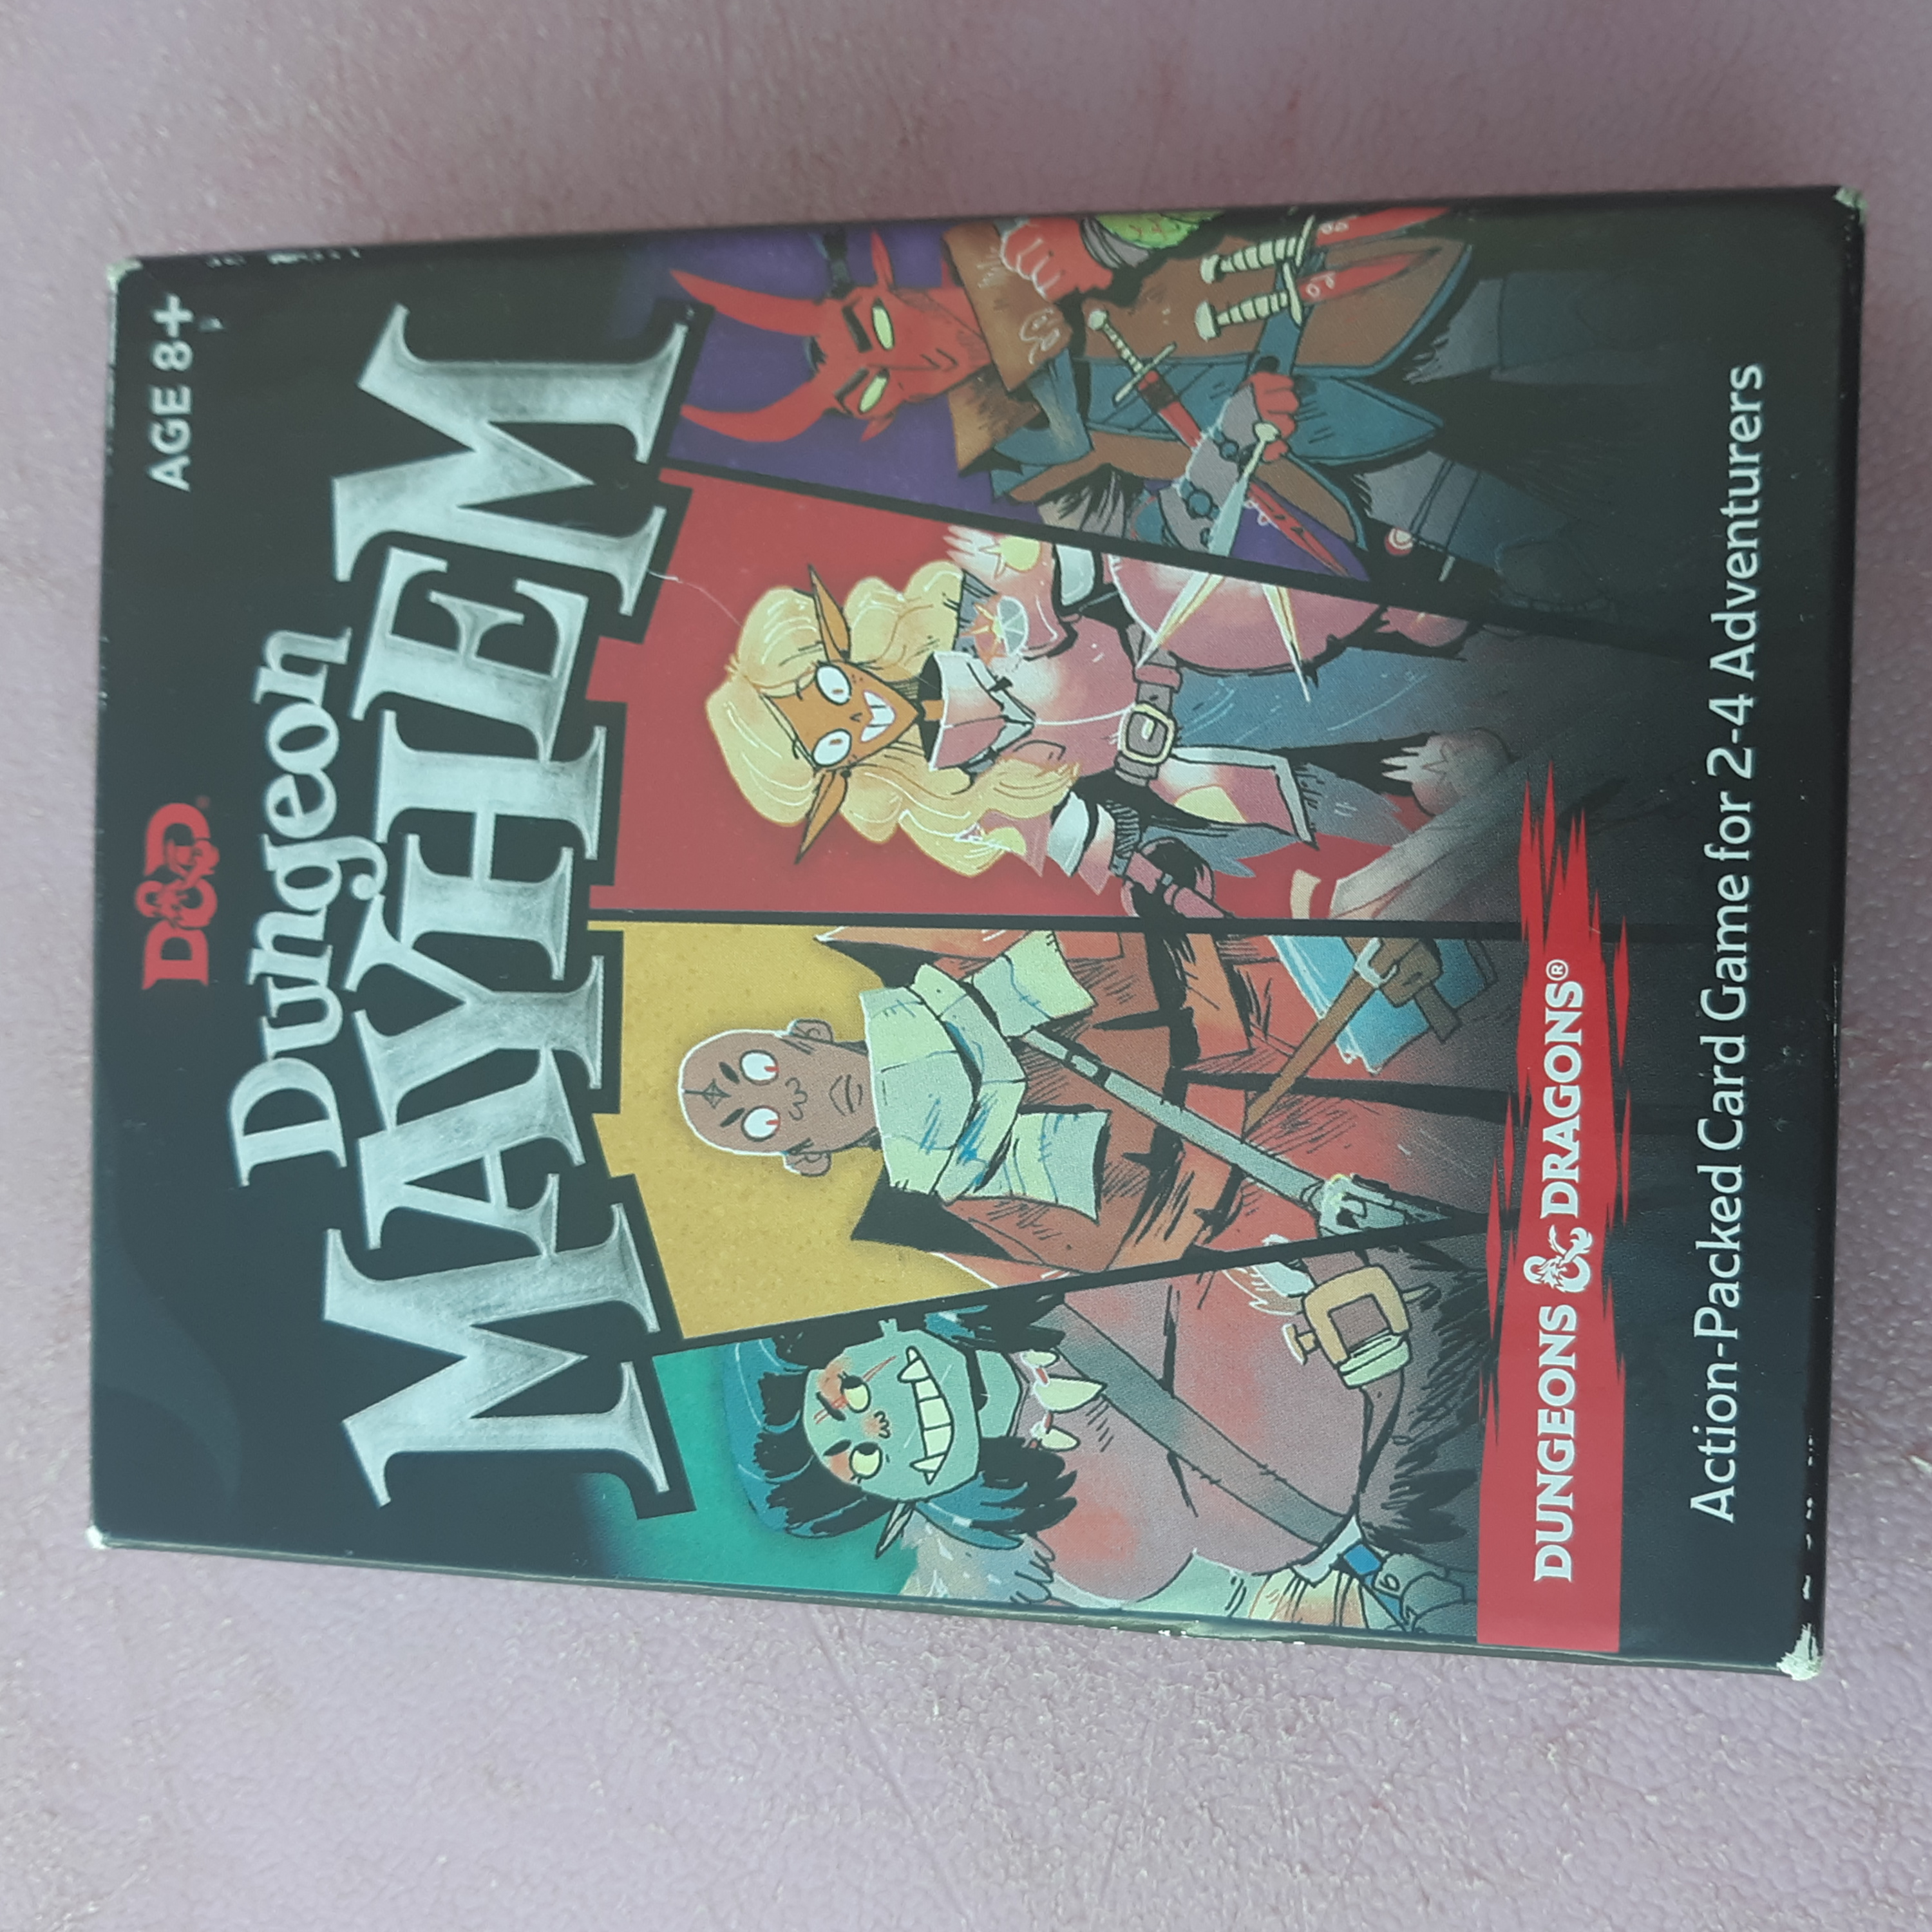 AGE 8+
D&D
Dungeon
MAYHEM
DUNGEONS & DRAGONS®
Action-Packed Card Game for 2-4 Adventurers